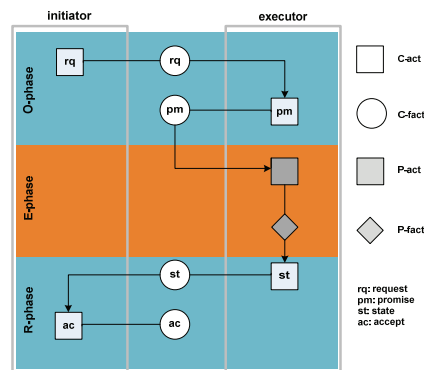 initiator
executor
O-phase
rq
rq
pm
pm
E-phase
R-phase
st
st
ac
ac
C-act
C-fact
P-act
P-fact
rq: request
pm: promise
st: state
ac: accept